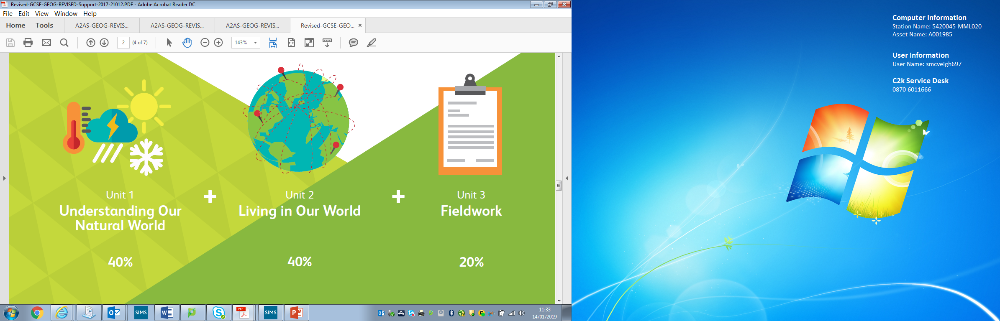 Revised-GCSE-GEOG-REVISED-Support-2017-21012.PDF - Adobe Acrobat Reader DC
File Edit View Window Help
Home Tools A2AS-GEOG-REVIS... A2AS-GEOG-REVIS... A2AS-GEOG-REVIS... Revised-GCSE-GEO... ×
2 (4 of 7) 143%
Unit 1
Understanding Our
Natural World
40%
+
Unit 2
Living in Our World
40%
+
Unit 3
Fieldwork
20%
SIMS
W
SIMS
P
11:33
14/01/2019
Computer Information
Station Name: 5420045-MML020
Asset Name: A001985
User Information
User Name: smcveigh697
C2k Service Desk
0870 6011666